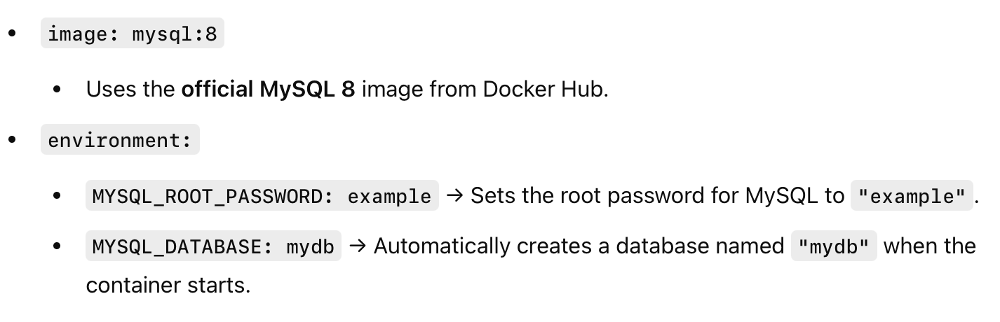 • image: mysql:8
• Uses the official MySQL 8 image from Docker Hub.
• environment:
• MYSQL_ROOT_PASSWORD: example → Sets the root password for MySQL to "example".
• MYSQL_DATABASE: mydb → Automatically creates a database named "mydb" when the
container starts.